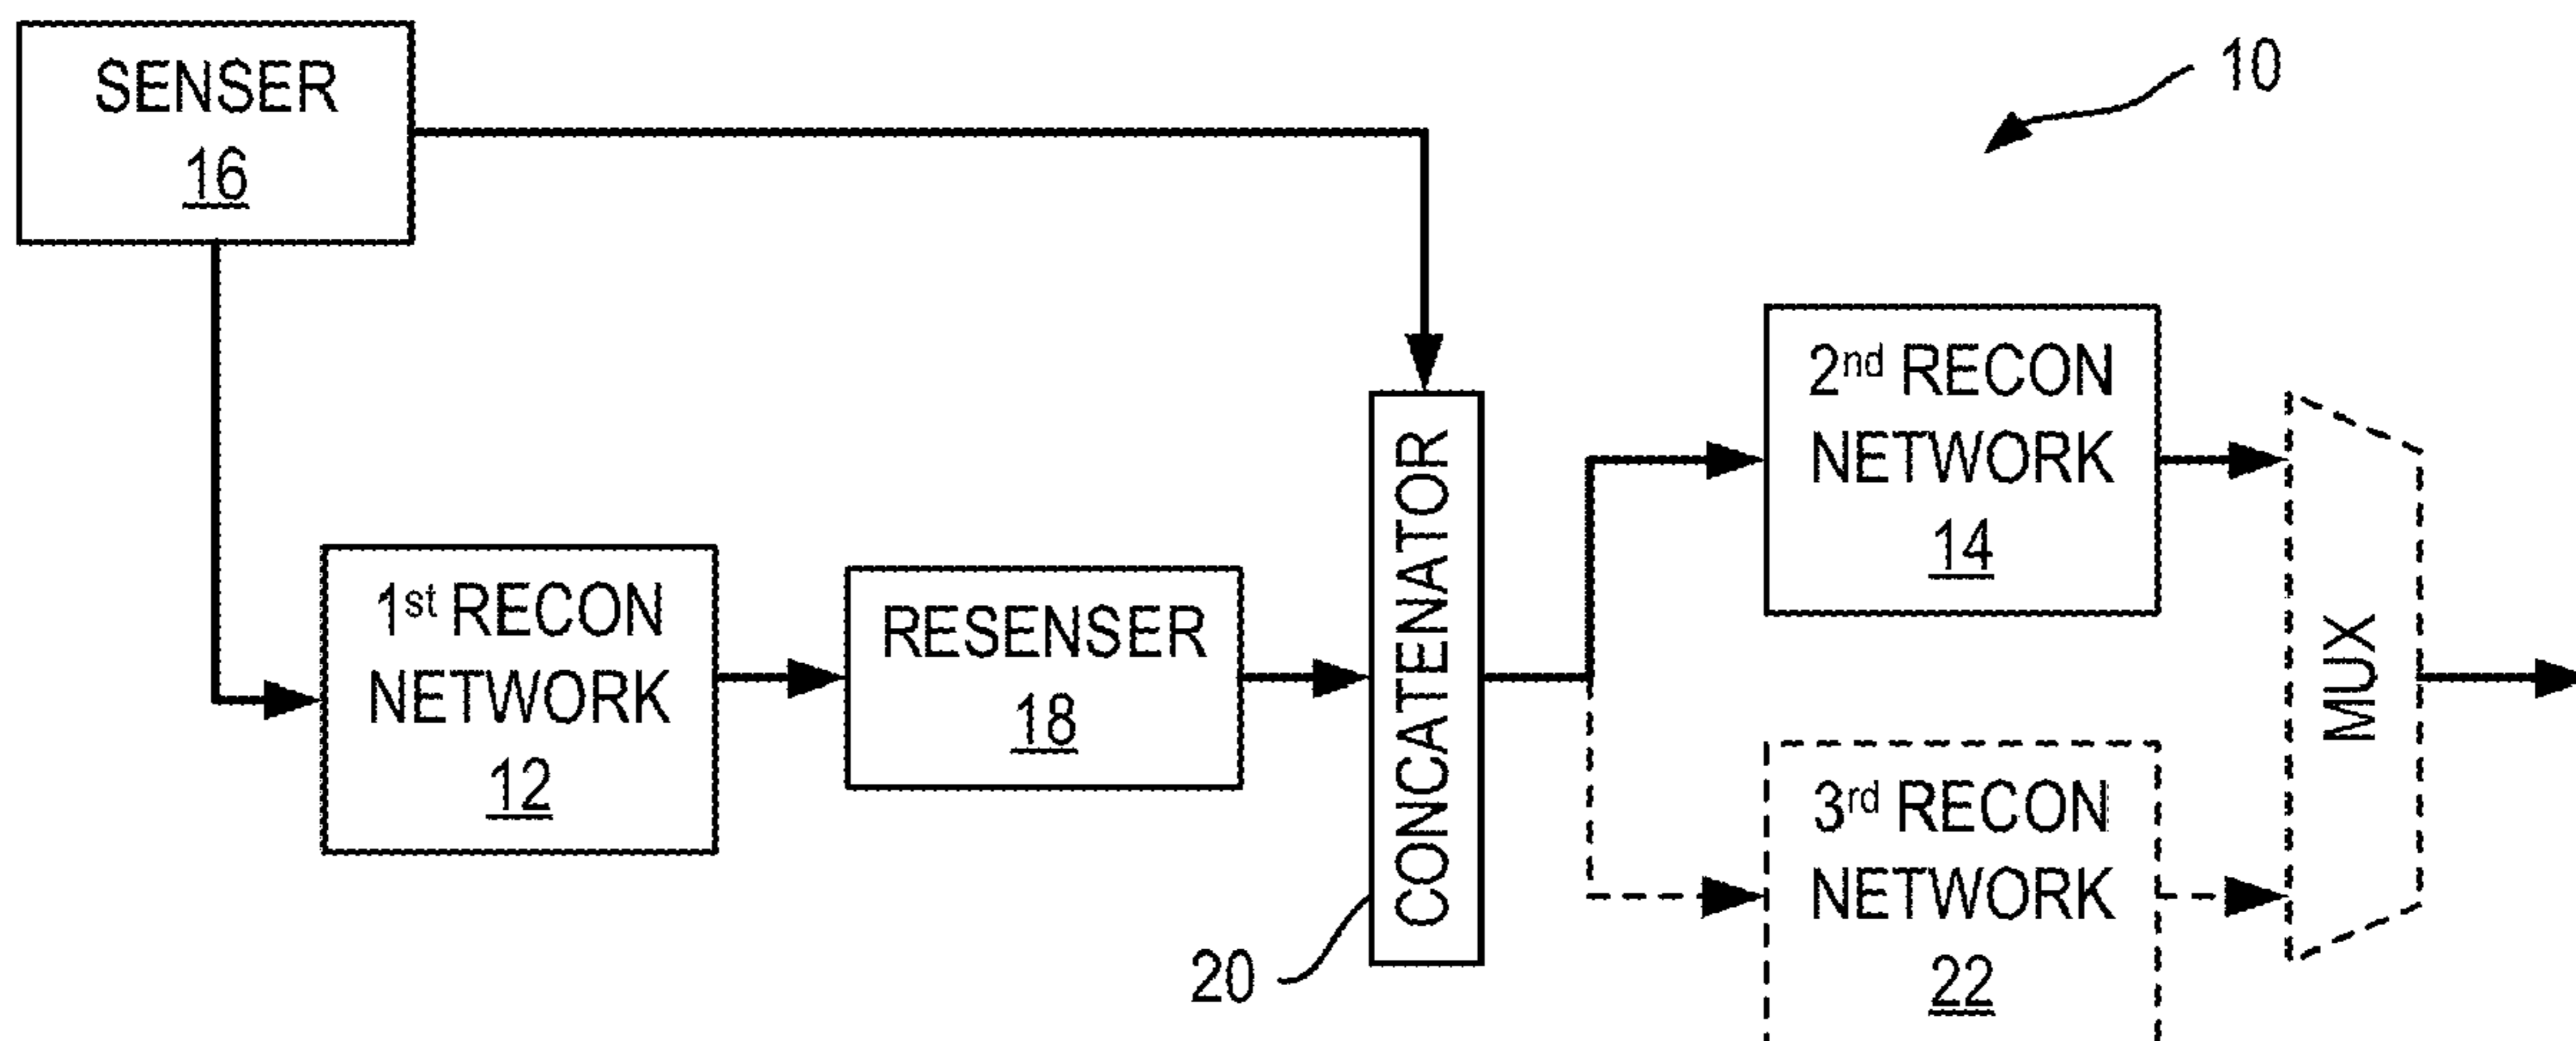 SENSER
16
10
1st RECON
NETWORK
12
RESENSER
18
CONCATENATOR
20
2nd RECON
NETWORK
14
3rd RECON
NETWORK
22
MUX